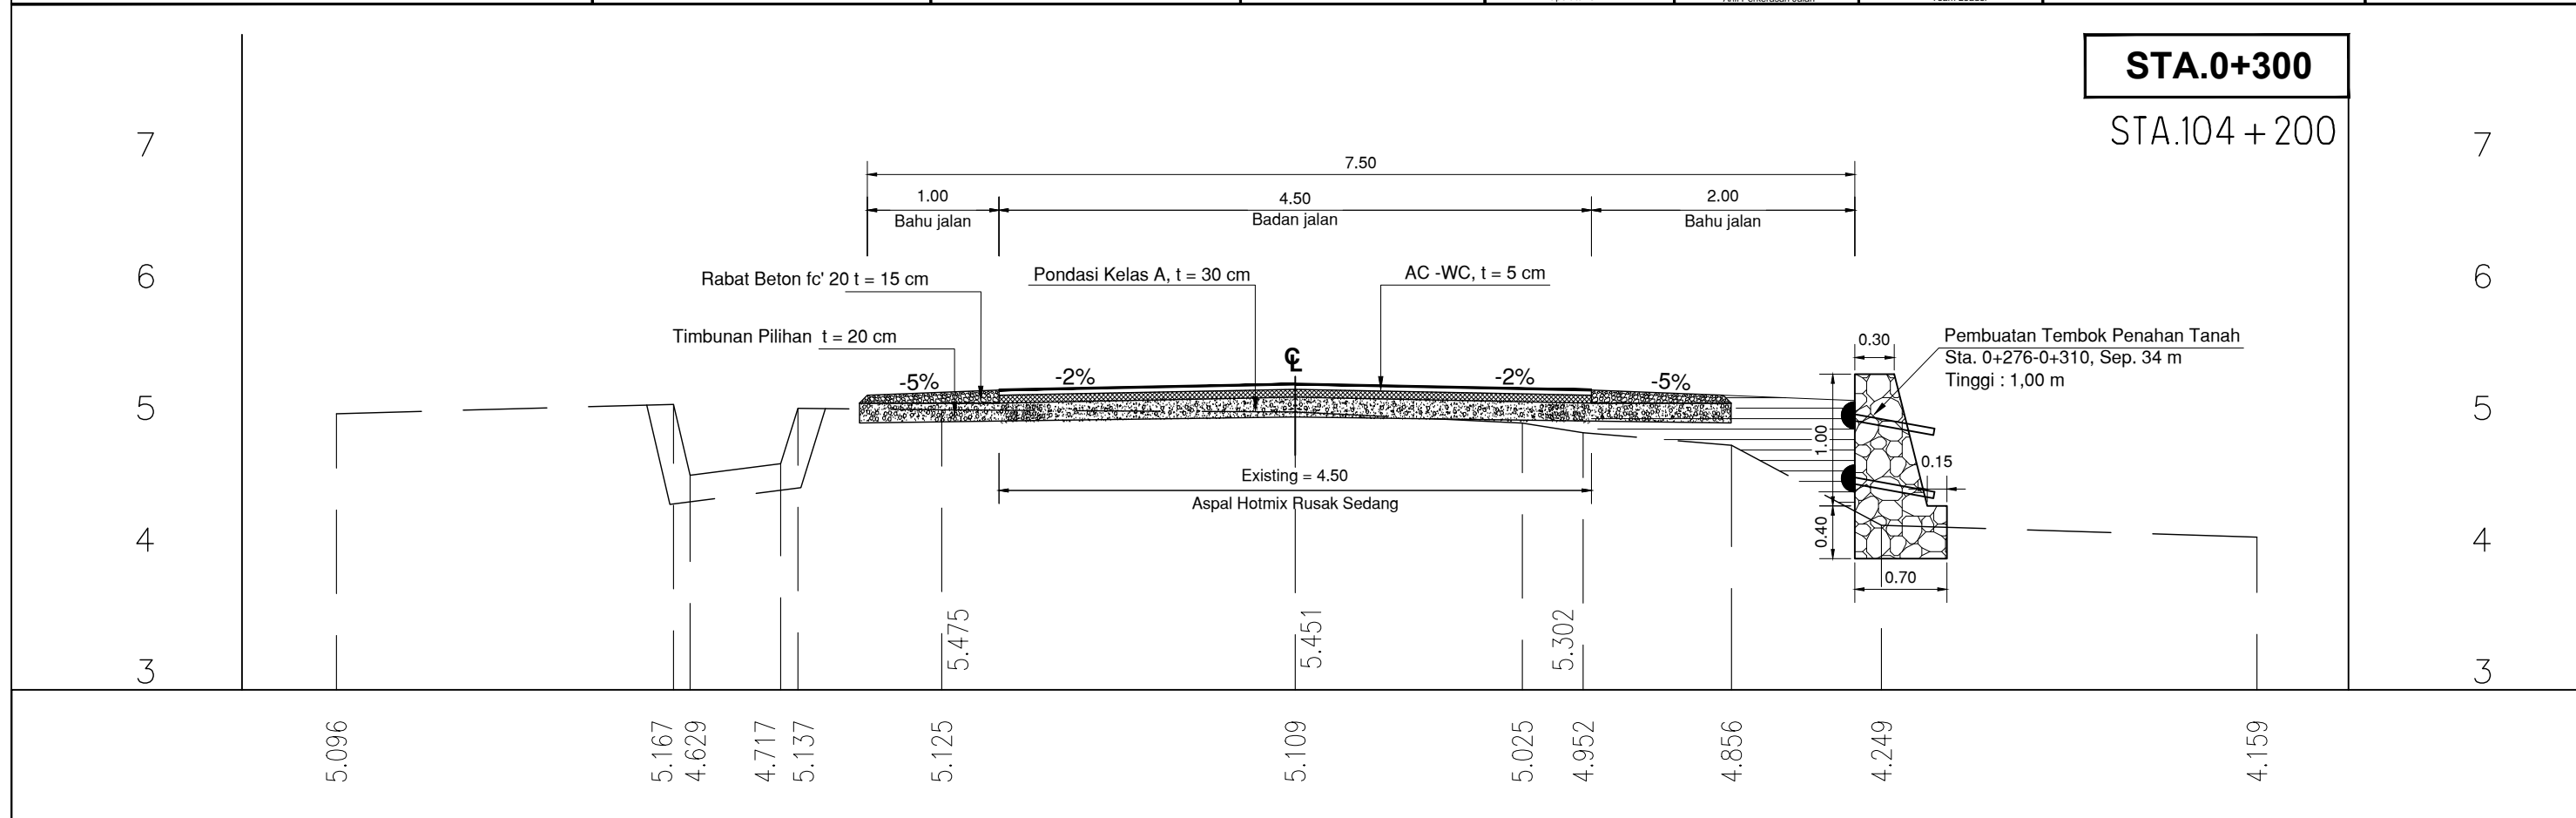 STA.0+300
STA.104 + 200
7
7
7.50
1.00
4.50
2.00
Bahu jalan
Badan jalan
Bahu jalan
6
6
Rabat Beton fc' 20 t = 15 cm
Pondasi Kelas A, t = 30 cm
AC -WC, t = 5 cm
Timbunan Pilihan t = 20 cm
0.30
Pembuatan Tembok Penahan Tanah
Sta. 0+276-0+310, Sep. 34 m
Tinggi : 1,00 m
-5%
-2%
-2%
-5%
5
5
1.00
0.15
Existing = 4.50
Aspal Hotmix Rusak Sedang
0.40
4
4
0.70
5.475
5.451
5.302
3
3
5.096
5.167
4.629
4.717
5.137
5.125
5.109
5.025
4.952
4.856
4.249
4.159